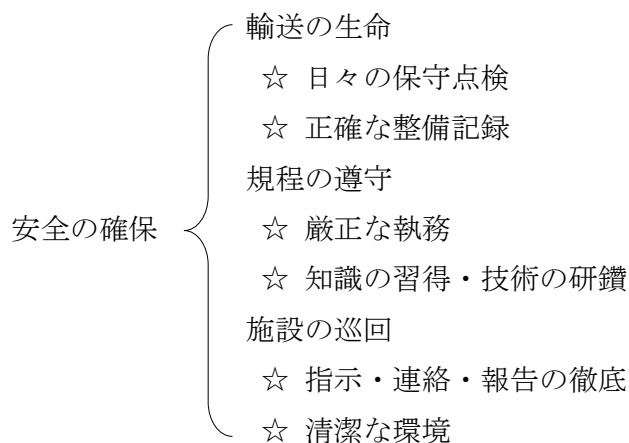 輸送の生命
☆ 日々の保守点検
☆ 正確な整備記録
規程の遵守
安全の確保
☆ 厳正な執務
☆ 知識の習得・技術の研鑽
施設の巡回
☆ 指示・連絡・報告の徹底
☆ 清潔な環境